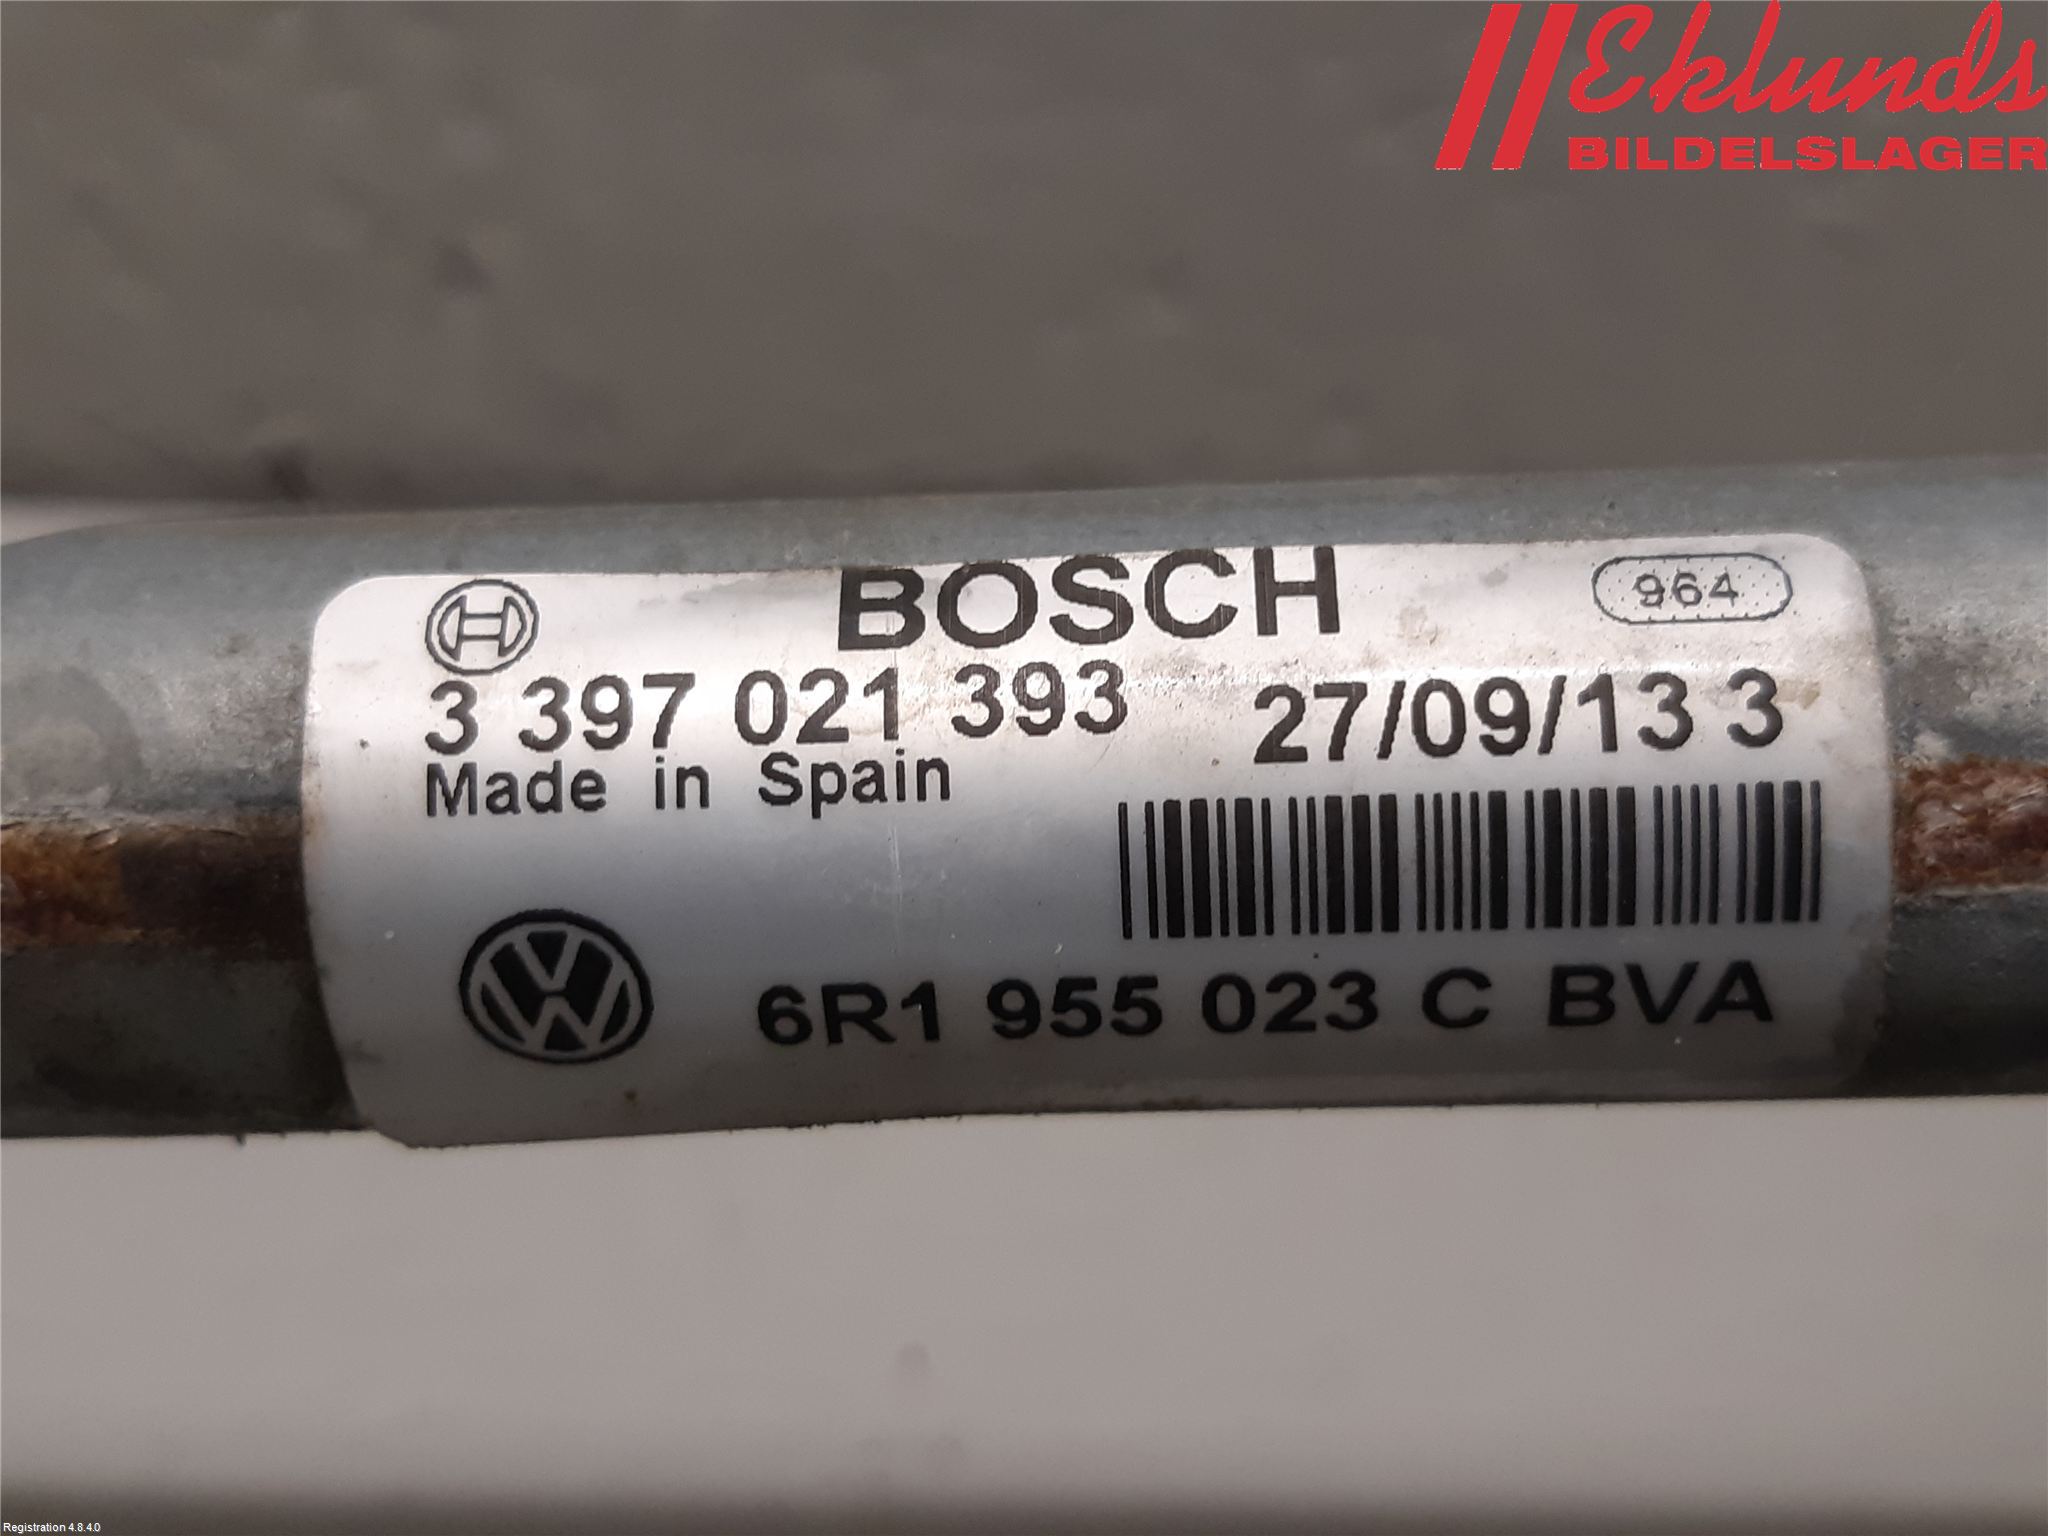 Eklunds
BILDELSLAGER
BOSCH
964
3 397 021 393 27/09/13 3
Made in Spain
6R1 955 023 C BVA
Registration 4.8.4.0